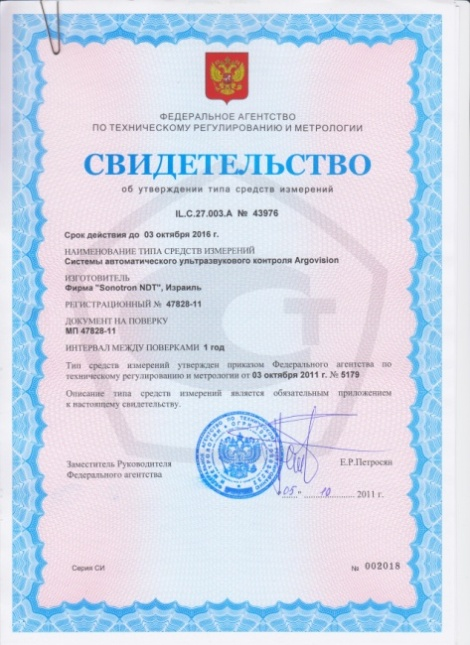 ФЕДЕРАЛЬНОЕ АГЕНТСТВО
ПО ТЕХНИЧЕСКОМУ РЕГУЛИРОВАНИЮ И МЕТРОЛОГИИ
СВИДЕТЕЛЬСТВО
об утверждении типа средств измерений
IL.C.27.003.A № 43976
Срок действия до 03 октября 2016 г.
НАИМЕНОВАНИЕ ТИПА СРЕДСТВ ИЗМЕРЕНИЙ
Системы автоматического ультразвукового контроля Argovision
ИЗГОТОВИТЕЛЬ
Фирма "Sonotron NDT", Израиль
РЕГИСТРАЦИОННЫЙ № 47828-11
ДОКУМЕНТ НА ПОВЕРКУ
МП 47828-11
ИНТЕРВАЛ МЕЖДУ ПОВЕРКАМИ 1 год
Тип средств измерений утвержден приказом Федерального агентства по
техническому регулированию и метрологии от 03 октября 2011 г. № 5179
Описание типа средств измерений является обязательным приложением
к настоящему свидетельству.
Заместитель Руководителя
Федерального агентства
Е.Р.Петросян
05 10 2011 г.
Серия СИ
№ 002018